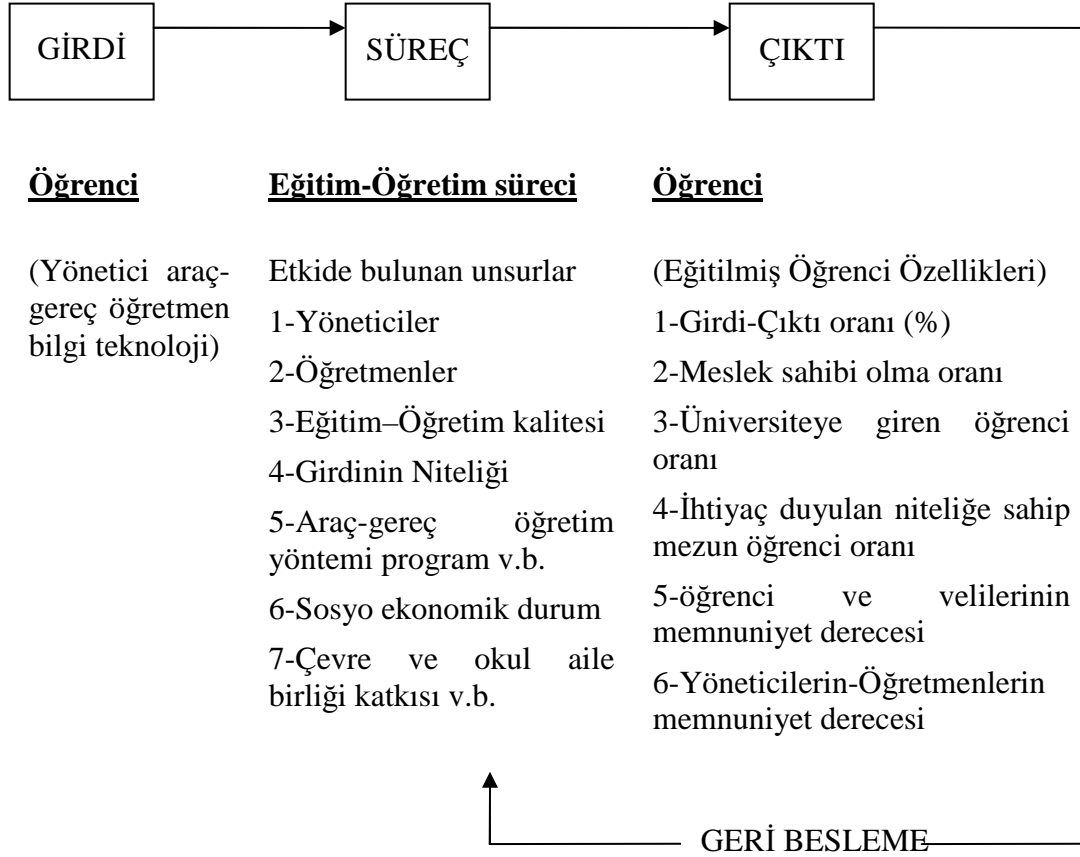 GİRDİ
SÜREÇ
ÇIKTI
Öğrenci
(Yönetici araç-
gereç öğretmen
bilgi teknoloji)
Eğitim-Öğretim süreci
Etkide bulunan unsurlar
1-Yöneticiler
2-Öğretmenler
3-Eğitim–Öğretim kalitesi
4-Girdinin Niteliği
5-Araç-gereç öğretim
yöntemi program v.b.
6-Sosyo ekonomik durum
7-Çevre ve okul aile
birliği katkısı v.b.
Öğrenci
(Eğitilmiş Öğrenci Özellikleri)
1-Girdi-Çıktı oranı (%)
2-Meslek sahibi olma oranı
3-Üniversiteye giren öğrenci
oranı
4-İhtiyaç duyulan niteliğe sahip
mezun öğrenci oranı
5-öğrenci ve velilerinin
memnuniyet derecesi
6-Yöneticilerin-Öğretmenlerin
memnuniyet derecesi
GERİ BESLEME